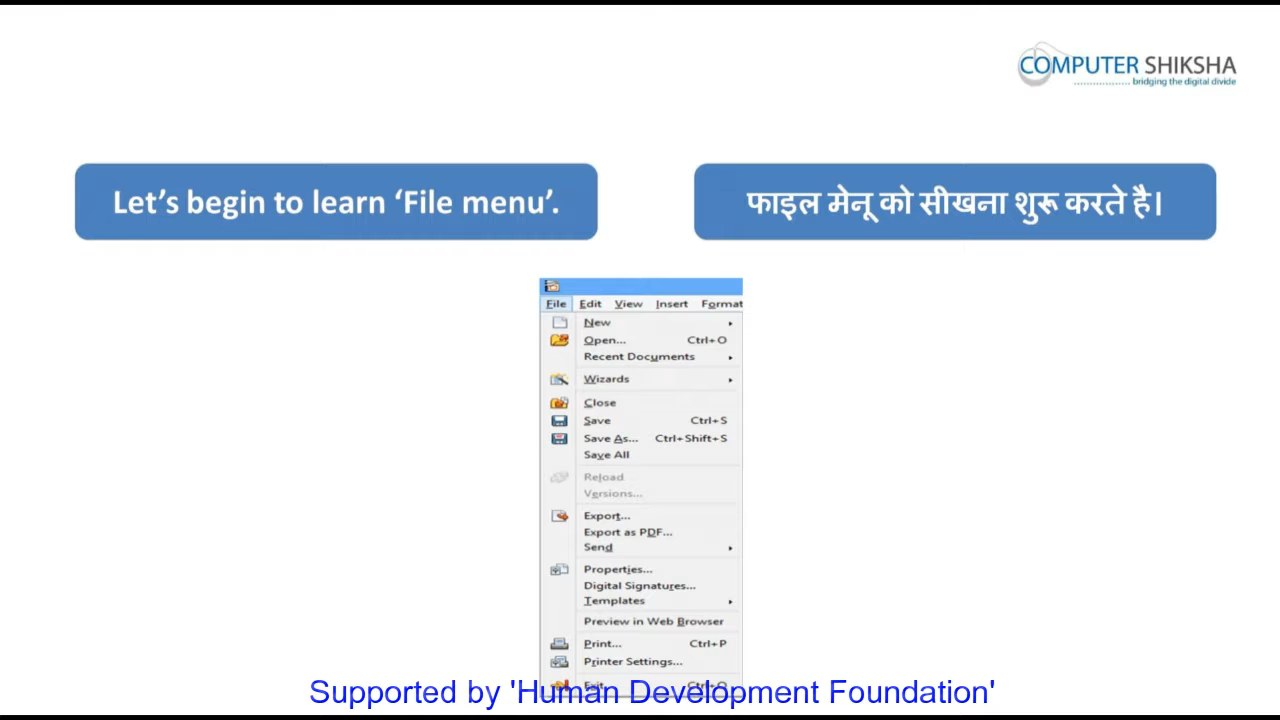 COMPUTER SHIKSHA
bridging the digital divide
Let's begin to learn ‘File menu’.
फाइल मेनू को सीखना शुरू करते है।
File Edit View Insert Format
New
Open... Ctrl+O
Recent Documents
Wizards
Close
Save Ctrl+S
Save As... Ctrl+Shift+S
Save All
Reload
Versions...
Export...
Export as PDF...
Send
Properties...
Digital Signatures...
Templates
Preview in Web Browser
Print... Ctrl+P
Printer Settings...
Exit Ctrl+Q
Supported by 'Human Development Foundation'